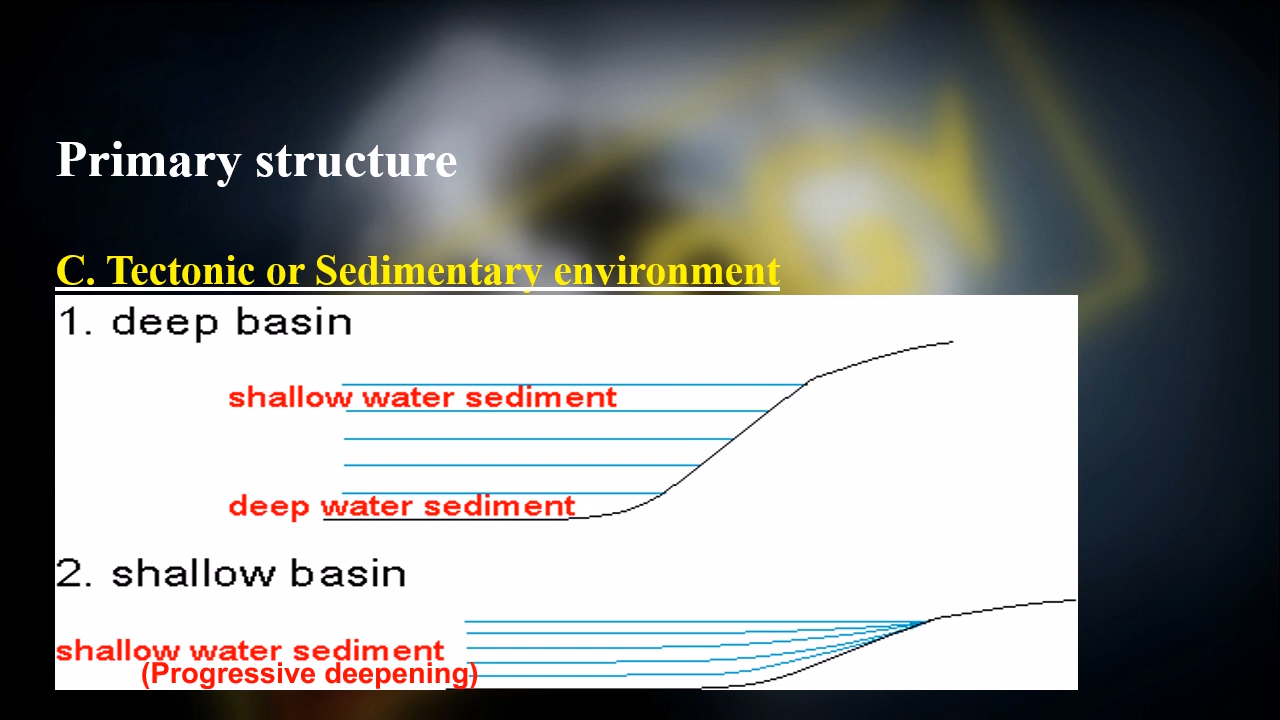 Primary structure
C. Tectonic or Sedimentary environment
1. deep basin
shallow water sediment
deep water sediment
2. shallow basin
shallow water sediment
(Progressive deepening)